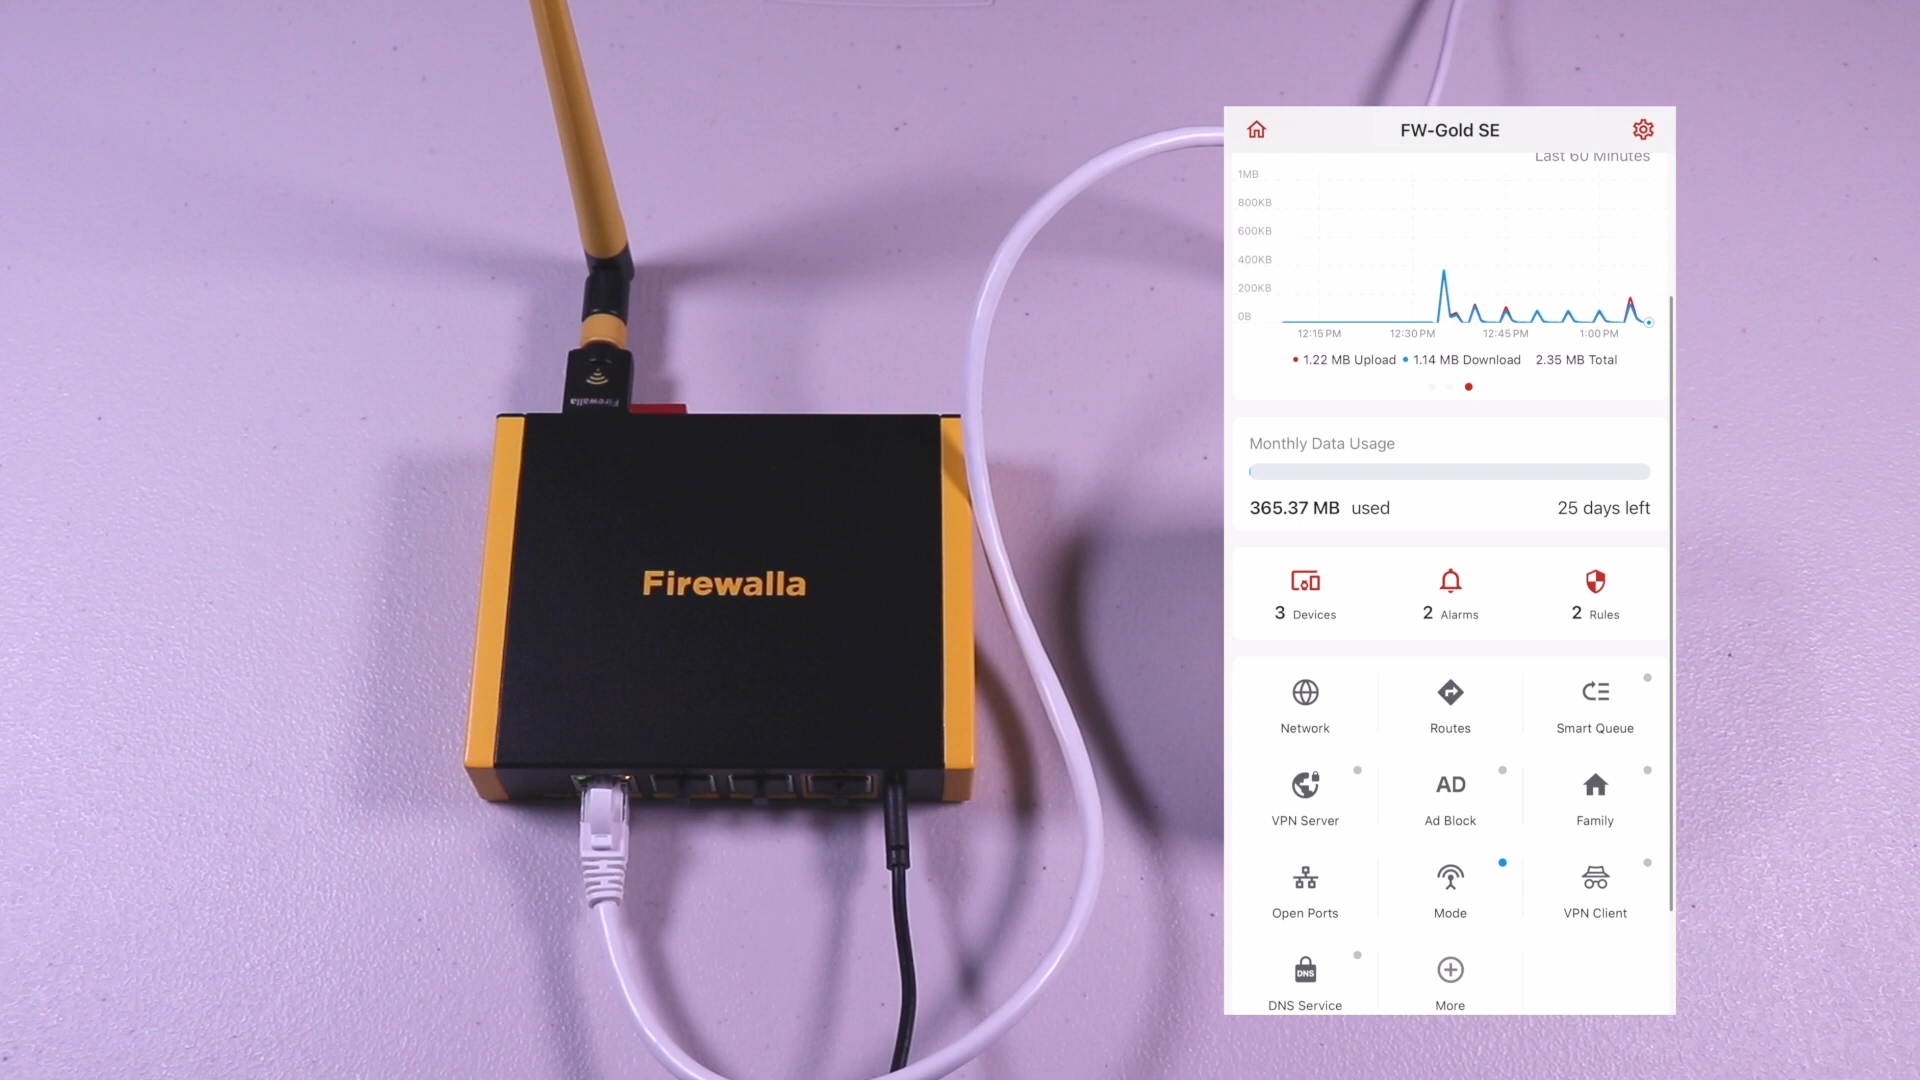 Firewalla
Firewalla
FW-Gold SE
Last 60 Minutes
1MB
800KB
600KB
400KB
200KB
0B
12:15 PM 12:30 PM 12:45 PM 1:00 PM
1.22 MB Upload 1.14 MB Download 2.35 MB Total
Monthly Data Usage
365.37 MB used 25 days left
3 Devices 2 Alarms 2 Rules
Network Routes Smart Queue
AD
VPN Server Ad Block Family
Open Ports Mode VPN Client
DNS
DNS Service More